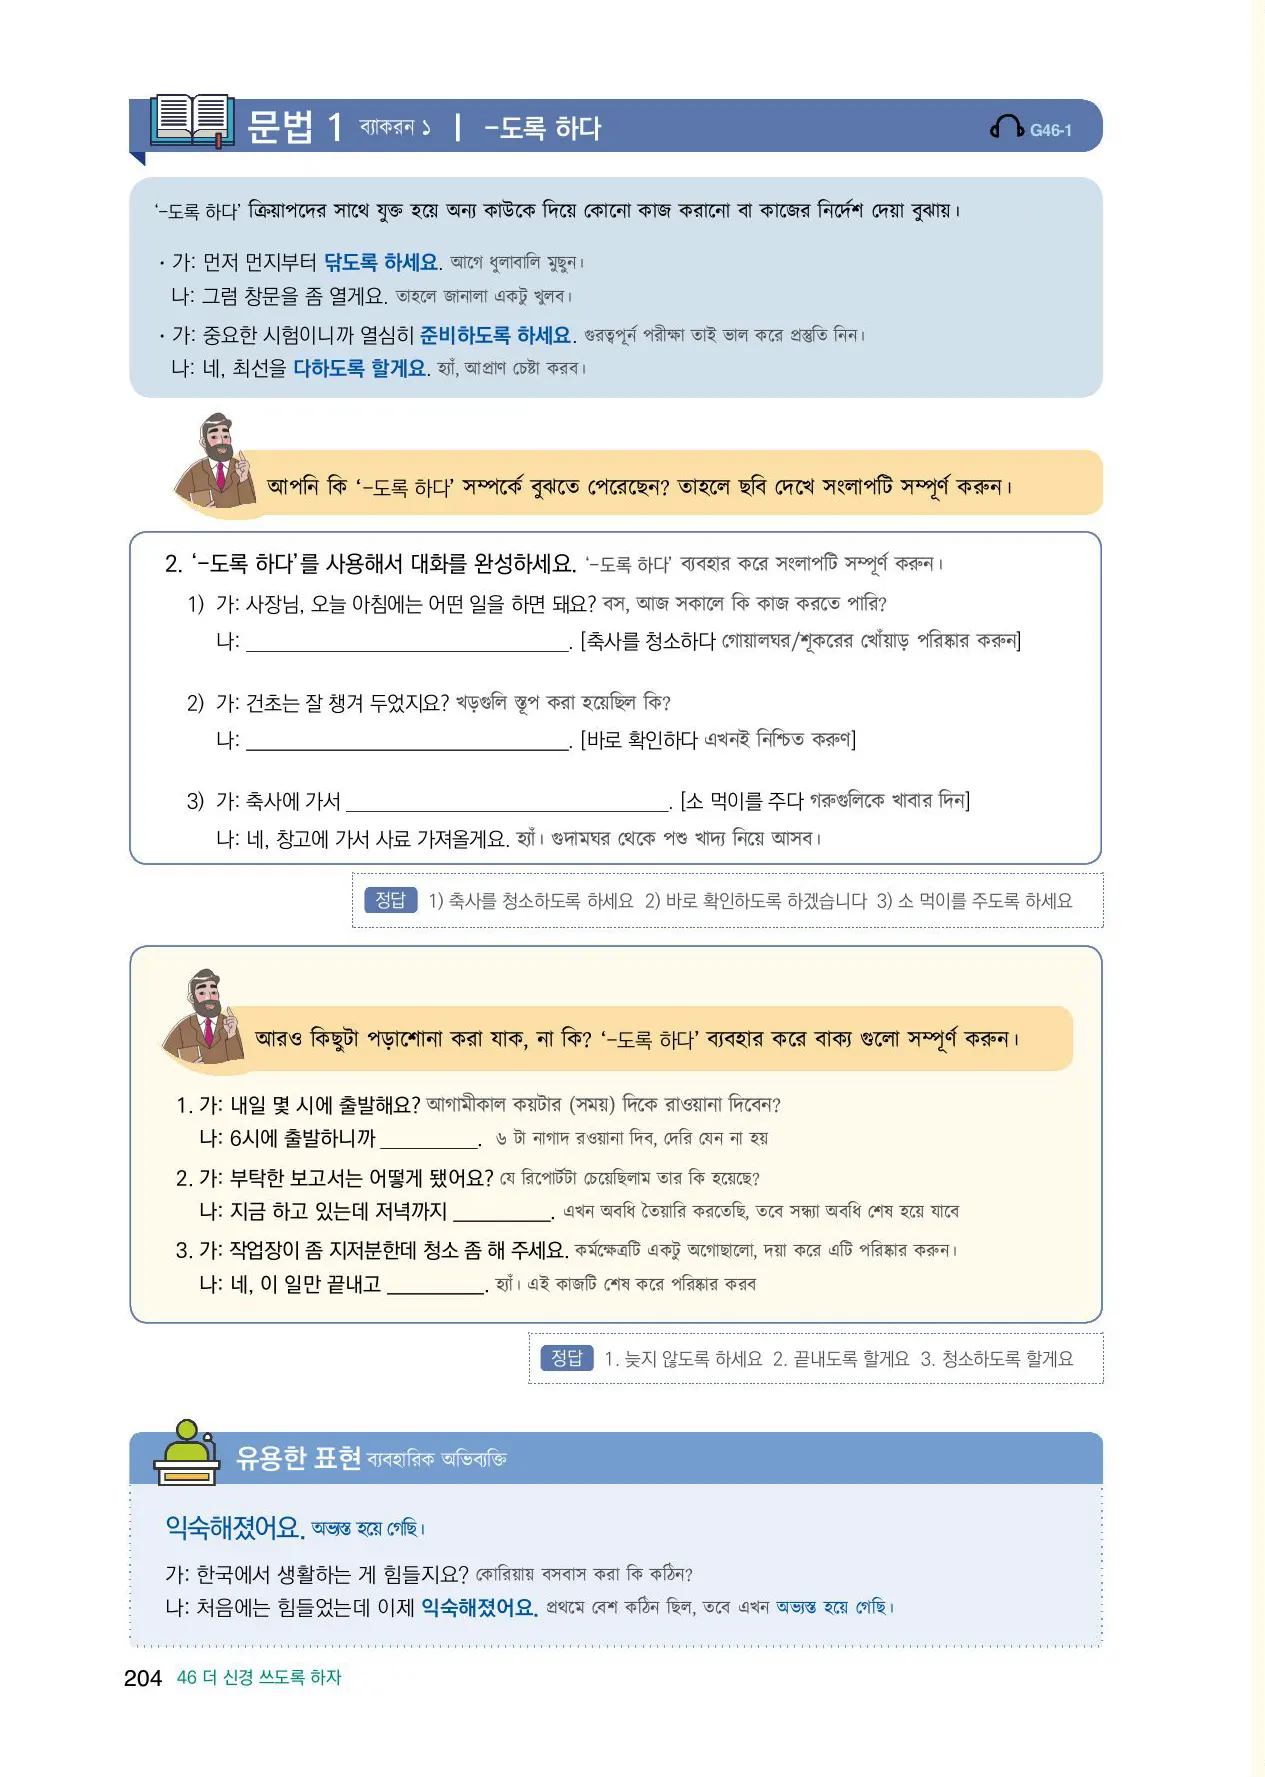 문법 1 ব্যাকরন ১ | -도록 하다 G46-1
‘-도록 하다’ ক্রিয়াপদের সাথে যুক্ত হয়ে অন্য কাউকে দিয়ে কোনো কাজ করানো বা কাজের নির্দেশ দেয়া বুঝায়।
· 가: 먼저 먼지부터 닦도록 하세요. আগে ধুলাবালি মুছুন।
나: 그럼 창문을 좀 열게요. তাহলে জানালা একটু খুলব।
· 가: 중요한 시험이니까 열심히 준비하도록 하세요. গুরত্বপূর্ন পরীক্ষা তাই ভাল করে প্রস্তুতি নিন।
나: 네, 최선을 다하도록 할게요. হ্যাঁ, আপ্রাণ চেষ্টা করব।
আপনি কি ‘-도록 하다’ সম্পর্কে বুঝতে পেরেছেন? তাহলে ছবি দেখে সংলাপটি সম্পূর্ণ করুন।
2. ‘-도록 하다’를 사용해서 대화를 완성하세요. ‘-도록 하다’ ব্যবহার করে সংলাপটি সম্পূর্ণ করুন।
1) 가: 사장님, 오늘 아침에는 어떤 일을 하면 돼요? বস, আজ সকালে কি কাজ করতে পারি?
나: ______________________________. [축사를 청소하다 গোয়ালঘর/শূকরের খোঁয়াড় পরিষ্কার করুন]
2) 가: 건초는 잘 챙겨 두었지요? খড়গুলি স্তূপ করা হয়েছিল কি?
나: ______________________________. [바로 확인하다 এখনই নিশ্চিত করুণ]
3) 가: 축사에 가서 ______________________________. [소 먹이를 주다 গরুগুলিকে খাবার দিন]
나: 네, 창고에 가서 사료 가져올게요. হ্যাঁ। গুদামঘর থেকে পশু খাদ্য নিয়ে আসব।
정답 1) 축사를 청소하도록 하세요 2) 바로 확인하도록 하겠습니다 3) 소 먹이를 주도록 하세요
আরও কিছুটা পড়াশোনা করা যাক, না কি? ‘-도록 하다’ ব্যবহার করে বাক্য গুলো সম্পূর্ণ করুন।
1. 가: 내일 몇 시에 출발해요? আগামীকাল কয়টার (সময়) দিকে রাওয়ানা দিবেন?
나: 6시에 출발하니까 _________. ৬ টা নাগাদ রওয়ানা দিব, দেরি যেন না হয়
2. 가: 부탁한 보고서는 어떻게 됐어요? যে রিপোর্টটা চেয়েছিলাম তার কি হয়েছে?
나: 지금 하고 있는데 저녁까지 _________. এখন অবধি তৈয়ারি করতেছি, তবে সন্ধ্যা অবধি শেষ হয়ে যাবে
3. 가: 작업장이 좀 지저분한데 청소 좀 해 주세요. কর্মক্ষেত্রটি একটু অগোছালো, দয়া করে এটি পরিষ্কার করুন।
나: 네, 이 일만 끝내고 _________. হ্যাঁ। এই কাজটি শেষ করে পরিষ্কার করব
정답 1. 늦지 않도록 하세요 2. 끝내도록 할게요 3. 청소하도록 할게요
유용한 표현 ব্যবহারিক অভিব্যক্তি
익숙해졌어요. অভ্যস্ত হয়ে গেছি।
가: 한국에서 생활하는 게 힘들지요? কোরিয়ায় বসবাস করা কি কঠিন?
나: 처음에는 힘들었는데 이제 익숙해졌어요. প্রথমে বেশ কঠিন ছিল, তবে এখন অভ্যস্ত হয়ে গেছি।
204 46 더 신경 쓰도록 하자